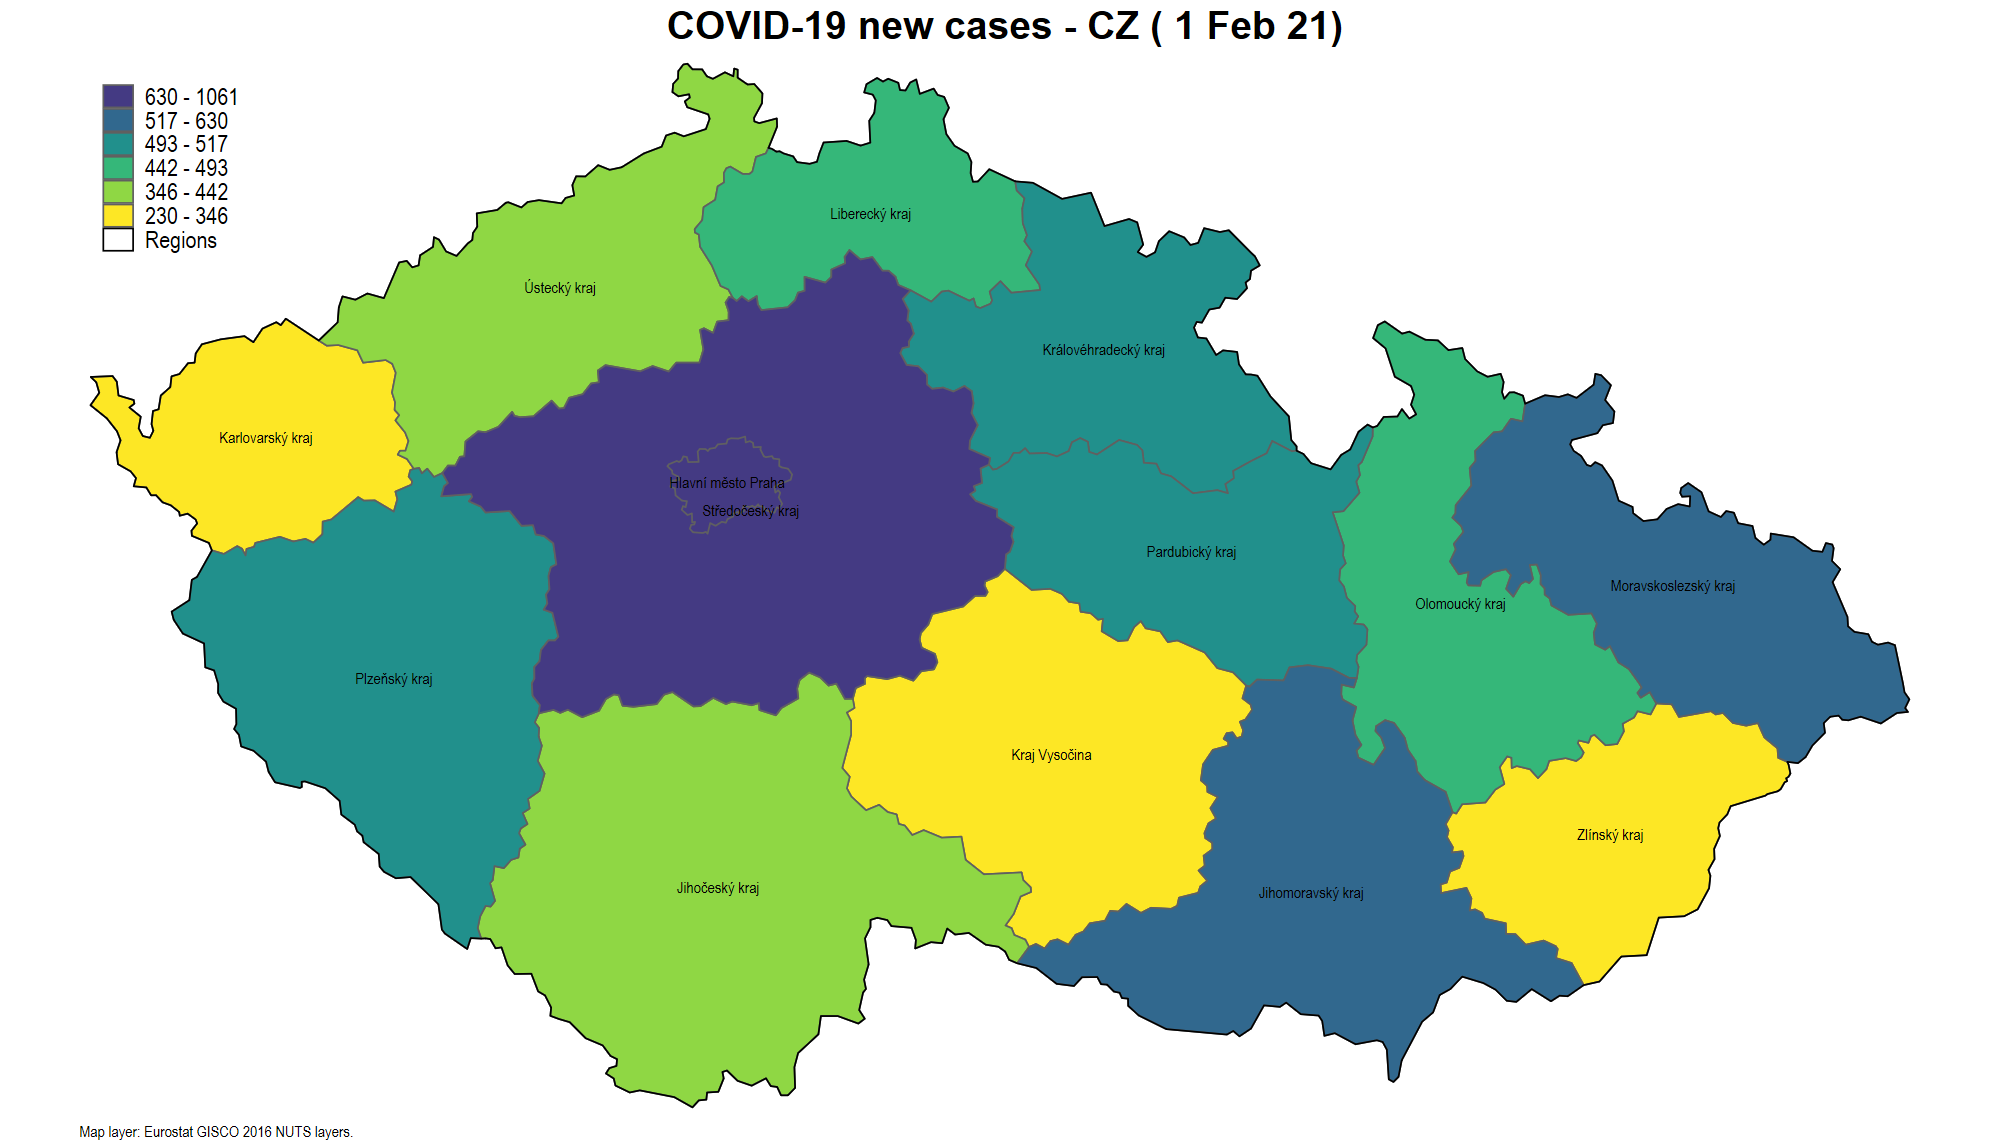 COVID-19 new cases - CZ ( 1 Feb 21)
630 - 1061
517 - 630
493 - 517
442 - 493
346 - 442
230 - 346
Regions
Liberecký kraj
Ústecký kraj
Královéhradecký kraj
Karlovarský kraj
Hlavní město Praha
Středočeský kraj
Pardubický kraj
Moravskoslezský kraj
Olomoucký kraj
Plzeňský kraj
Kraj Vysočina
Zlínský kraj
Jihočeský kraj
Jihomoravský kraj
Map layer: Eurostat GISCO 2016 NUTS layers.